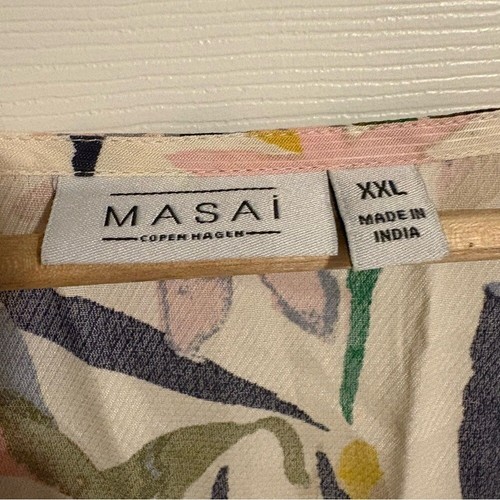 MASAi
COPENHAGEN
XXL
MADE IN
INDIA